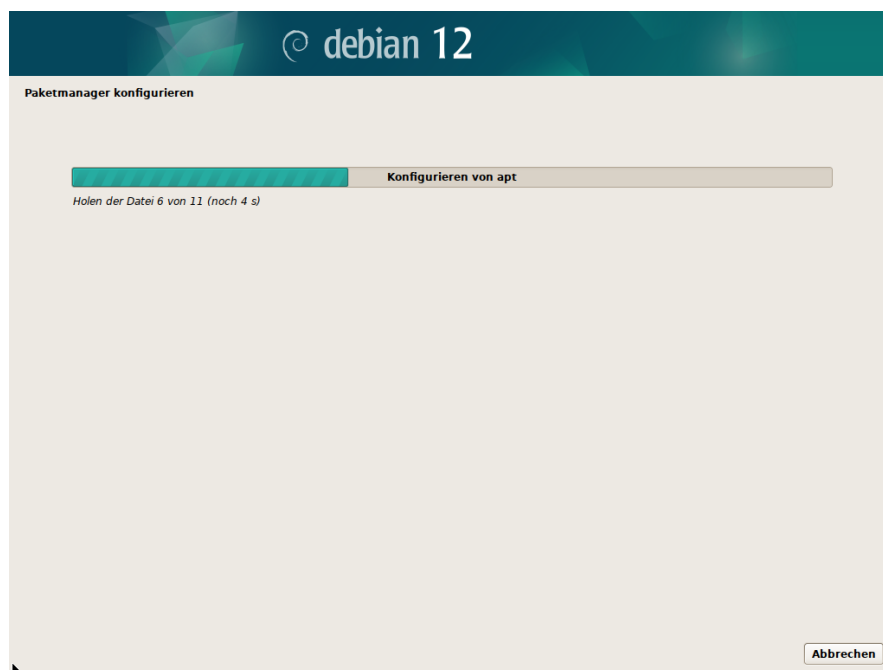 debian 12
Paketmanager konfigurieren
Konfigurieren von apt
Holen der Datei 6 von 11 (noch 4 s)
Abbrechen